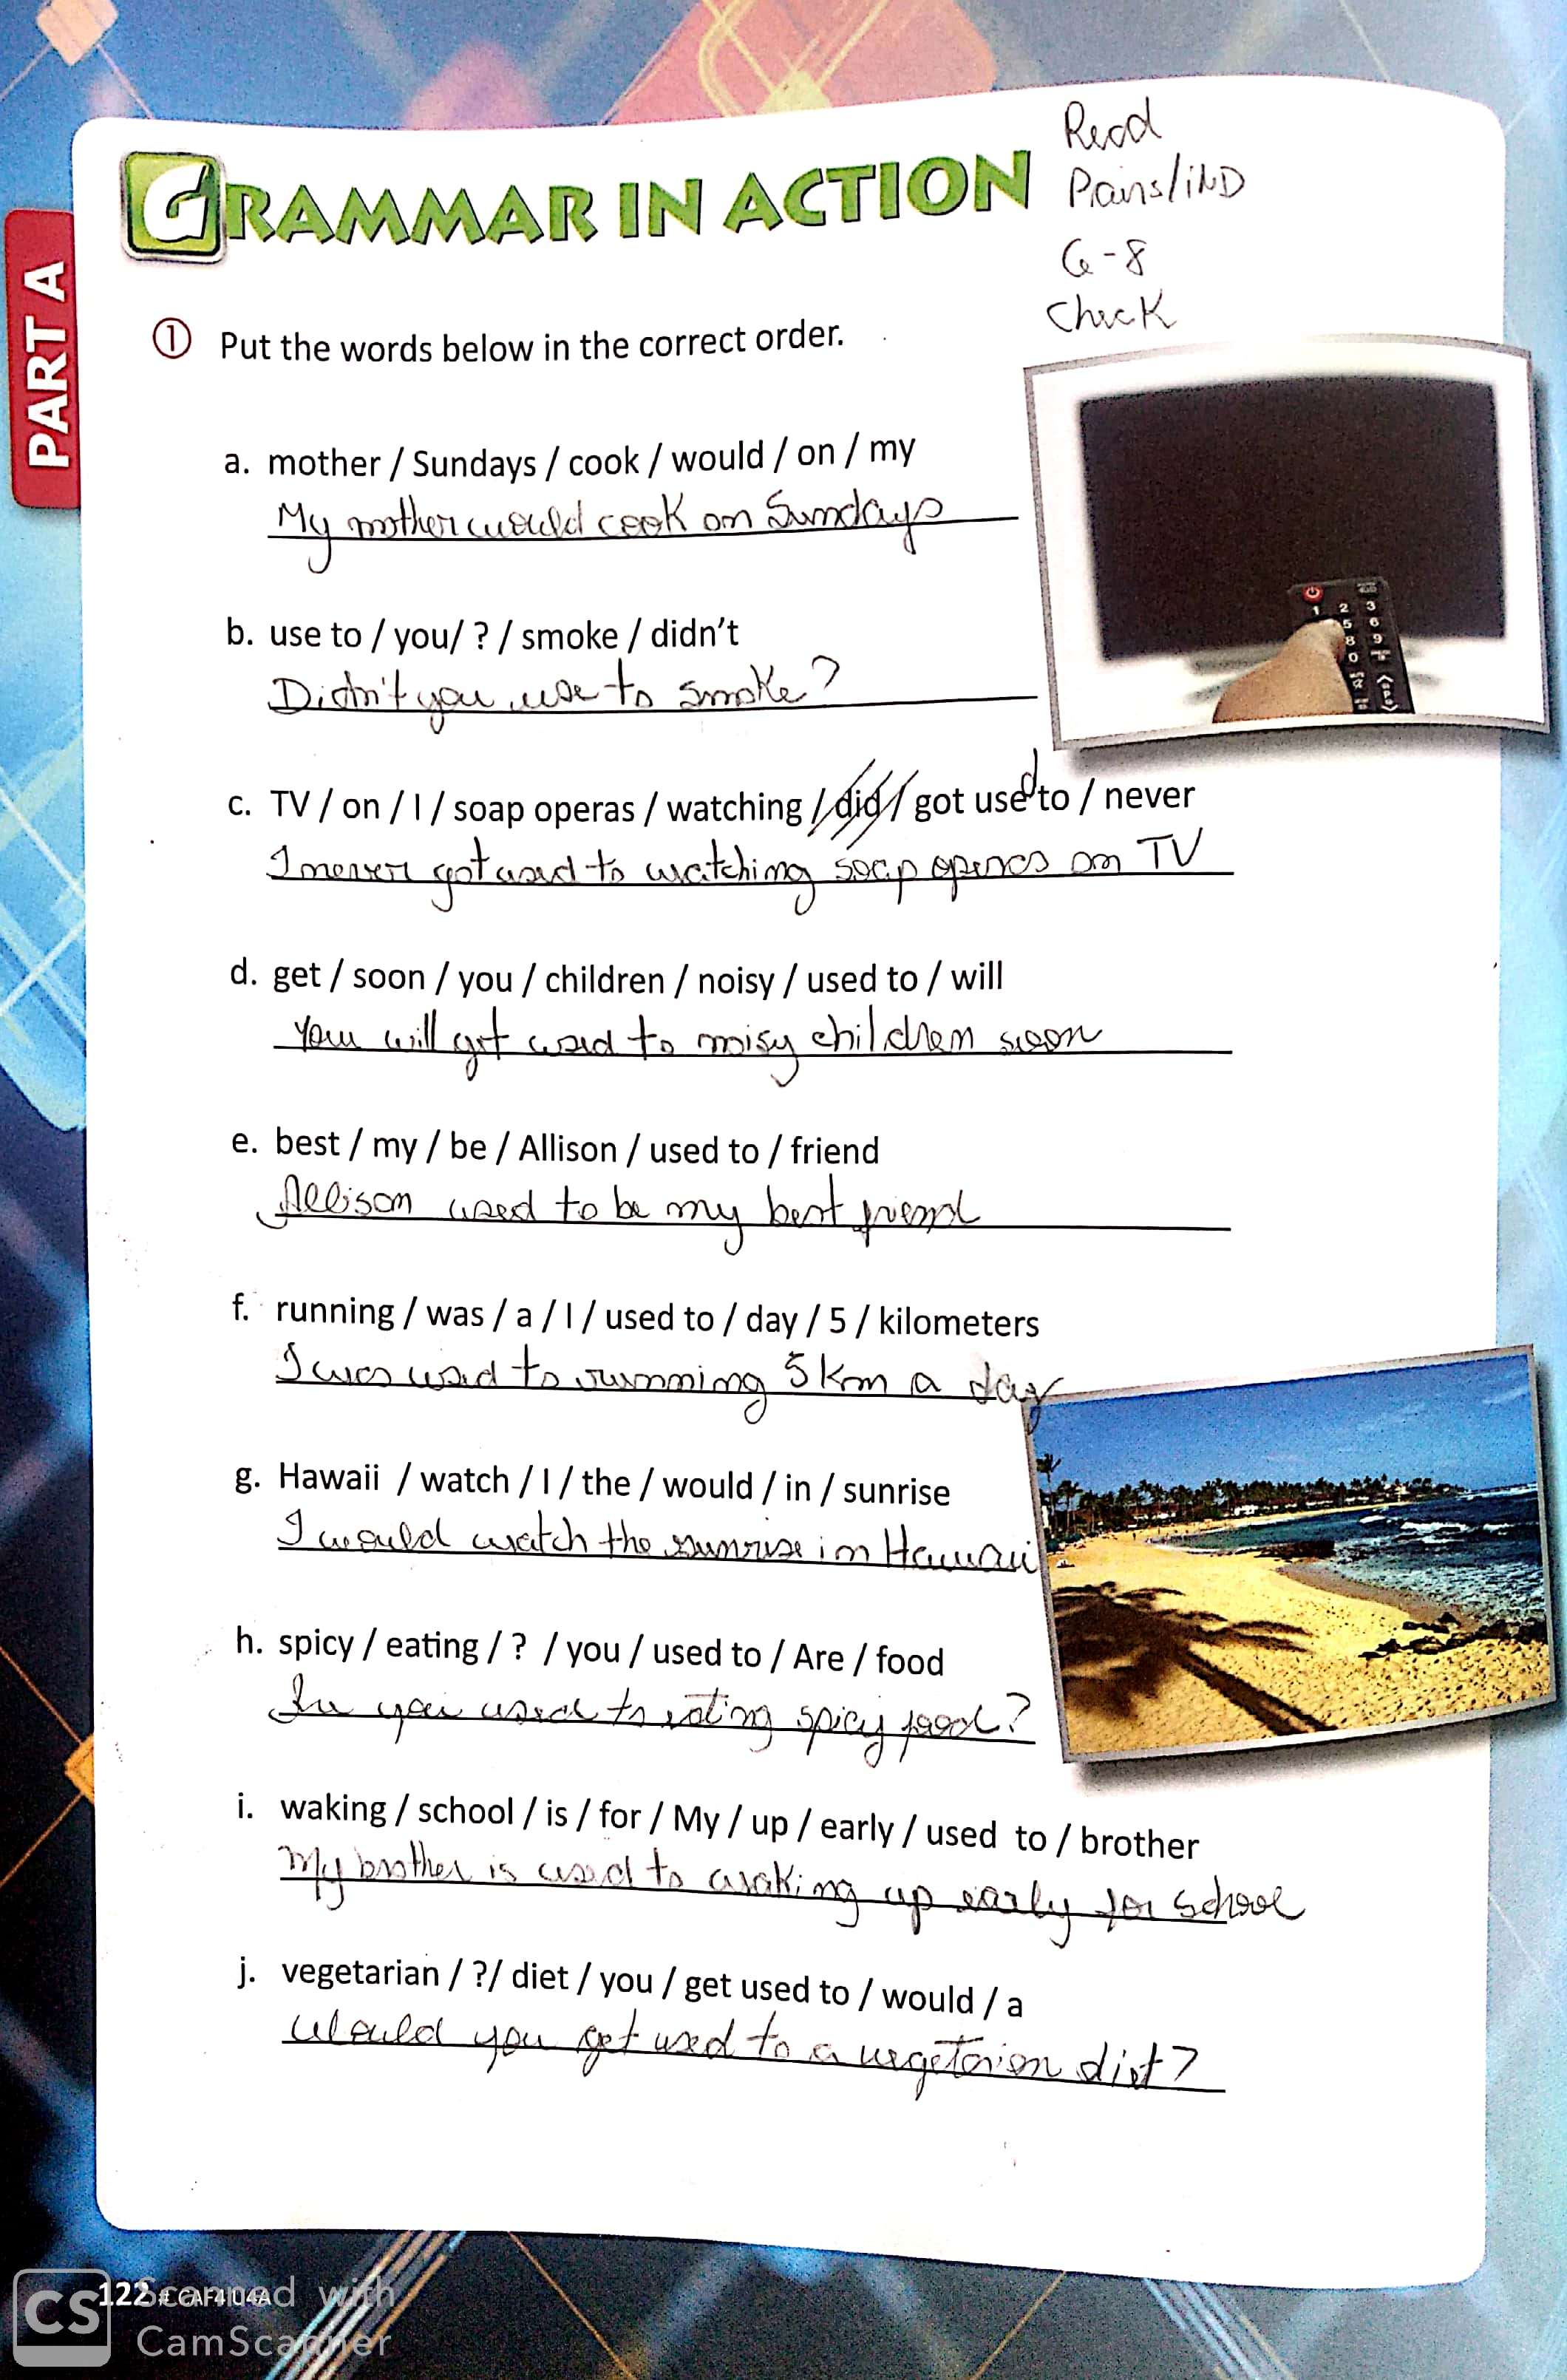 Read
Pairs/IND
6-8
Check
GRAMMAR IN ACTION
PART A
1 Put the words below in the correct order.
a. mother / Sundays / cook / would / on / my
My mother would cook on Sundays
b. use to / you/ ? / smoke / didn't
Didn't you use to smoke?
c. TV / on / I / soap operas / watching / did / got used to / never
I never got used to watching soap operas on TV
d. get / soon / you / children / noisy / used to / will
You will get used to noisy children soon
e. best / my / be / Allison / used to / friend
Allison used to be my best friend
f. running / was / a / I / used to / day / 5 / kilometers
I was used to running 5 km a day
g. Hawaii / watch / I / the / would / in / sunrise
I would watch the sunrise in Hawaii
h. spicy / eating / ? / you / used to / Are / food
Are you used to eating spicy food?
i. waking / school / is / for / My / up / early / used to / brother
My brother is used to waking up early for school
j. vegetarian / ?/ diet / you / get used to / would / a
Would you get used to a vegetarian diet?
122
CS Scanned with
CamScanner